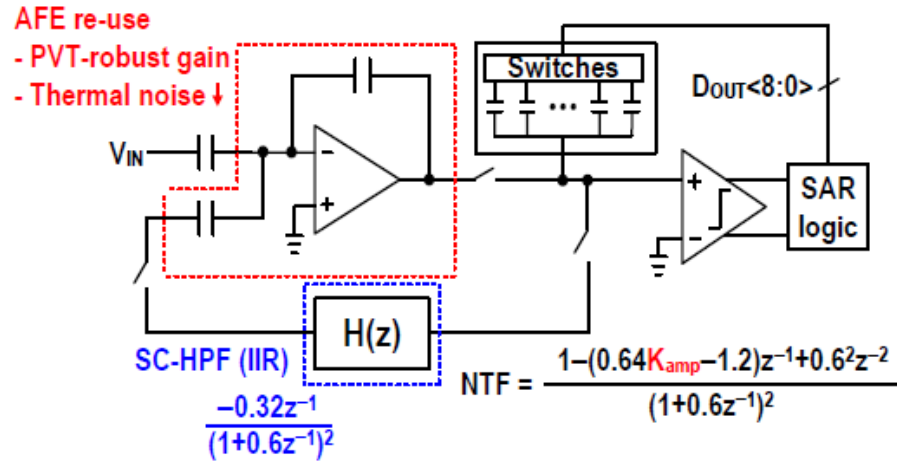 AFE re-use
- PVT-robust gain
- Thermal noise ↓
Switches
DOUT<8:0>
VIN
−
+
+
−
SAR
logic
H(z)
SC-HPF (IIR)
−0.32z⁻¹
(1+0.6z⁻¹)²
NTF =
1−(0.64Kamp−1.2)z⁻¹+0.6²z⁻²
(1+0.6z⁻¹)²